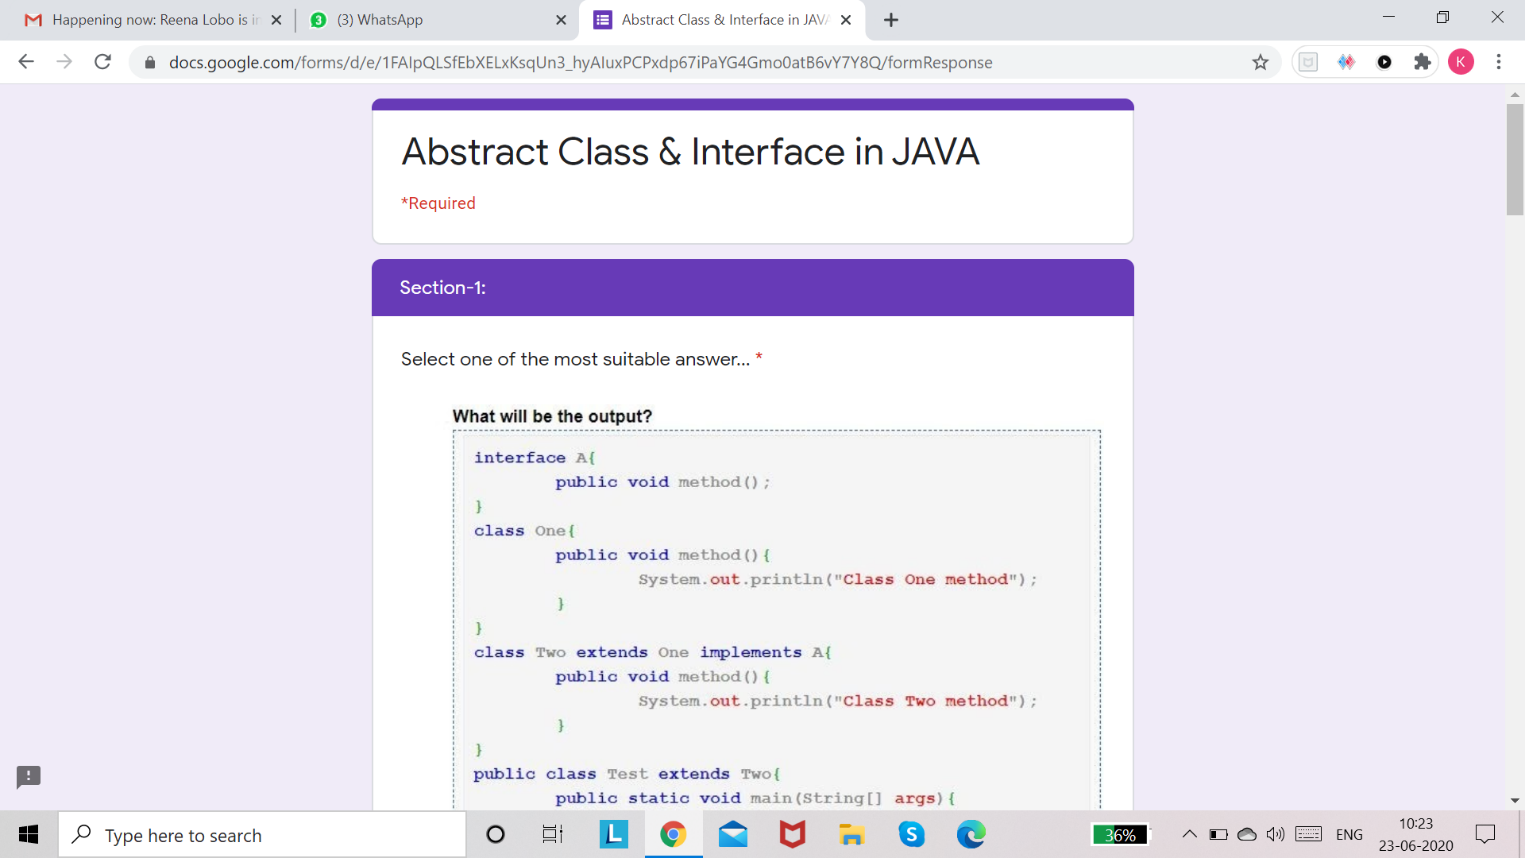 Happening now: Reena Lobo is in
3
(3) WhatsApp
Abstract Class & Interface in JAVA
docs.google.com/forms/d/e/1FAIpQLSfEbXELxKsqUn3_hyAIuxPCPxdp67iPaYG4Gmo0atB6vY7Y8Q/formResponse
K
Abstract Class & Interface in JAVA
*Required
Section-1:
Select one of the most suitable answer... *
What will be the output?
interface A{
public void method();
}
class One{
public void method(){
System.out.println("Class One method");
}
}
class Two extends One implements A{
public void method(){
System.out.println("Class Two method");
}
}
public class Test extends Two{
public static void main(String[] args){
Type here to search
L
S
36%
ENG
10:23
23-06-2020